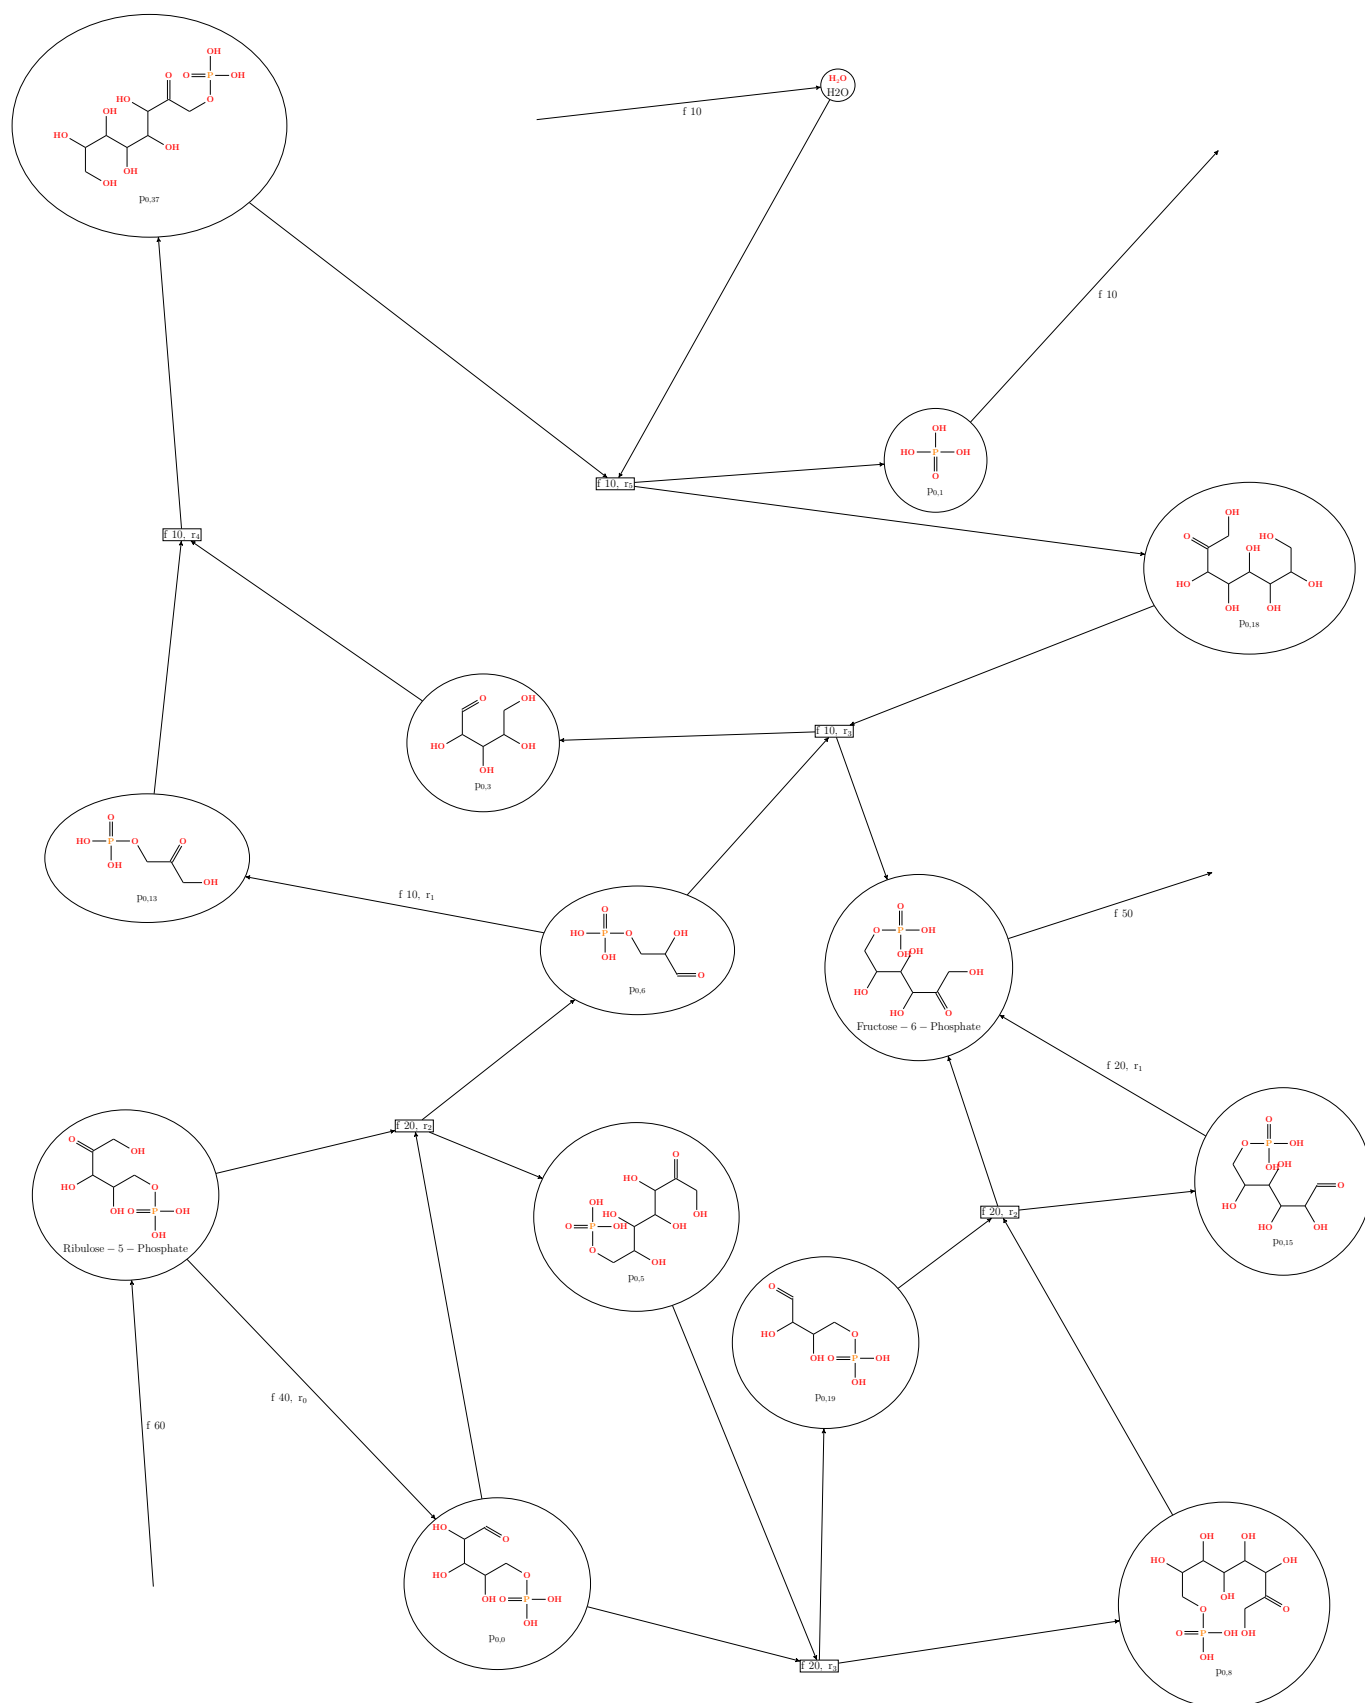 OH
O
O
P
OH
HO
OH
O
HO
OH
OH
OH
OH
p0,37
H2O
H2O
f 10
f 10
OH
HO
P
OH
O
p0,1
f 10, r5
f 10, r4
OH
O
HO
OH
HO
OH
OH
OH
p0,18
O
OH
HO
OH
OH
p0,3
f 10, r3
O
HO
P
O
O
OH
OH
p0,13
f 10, r1
O
HO
P
O
OH
OH
O
p0,6
O
O
P
OH
OH
OH
OH
HO
HO
O
Fructose – 6 – Phosphate
f 50
f 20, r1
f 20, r2
O
OH
HO
O
OH
O
P
OH
OH
Ribulose – 5 – Phosphate
O
HO
OH
HO
O
P
OH
OH
OH
O
OH
p0,5
f 20, r2
O
O
P
OH
OH
OH
O
HO
HO
OH
p0,15
O
HO
O
OH
O
P
OH
OH
p0,19
f 40, r0
f 60
HO
O
HO
O
OH
O
P
OH
OH
p0,0
OH
OH
HO
OH
OH
O
O
O
P
OH
OH
OH
p0,8
f 20, r3